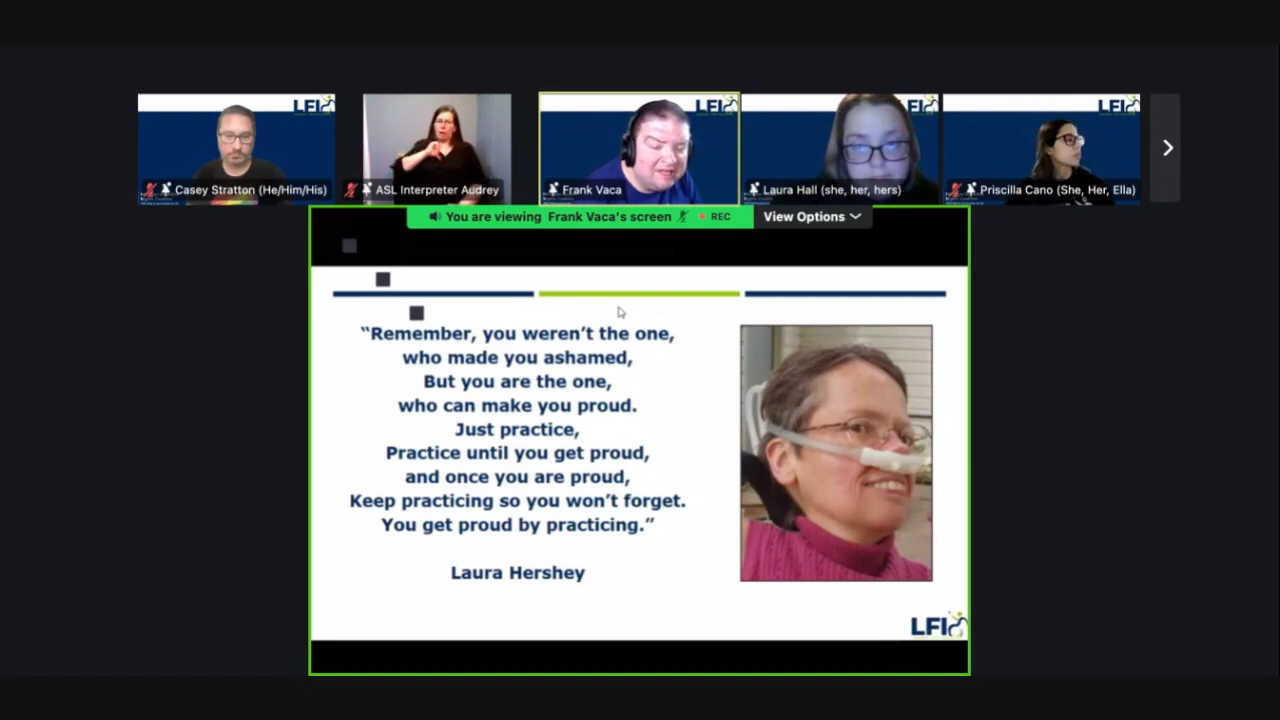 LFI
LFI
LFI
LFI
Casey Stratton (He/Him/His)
ASL Interpreter Audrey
Frank Vaca
Laura Hall (she, her, hers)
Priscilla Cano (She, Her, Ella)
You are viewing Frank Vaca's screen
REC
View Options
“Remember, you weren’t the one,
who made you ashamed,
But you are the one,
who can make you proud.
Just practice,
Practice until you get proud,
and once you are proud,
Keep practicing so you won’t forget.
You get proud by practicing.”
Laura Hershey
LFI